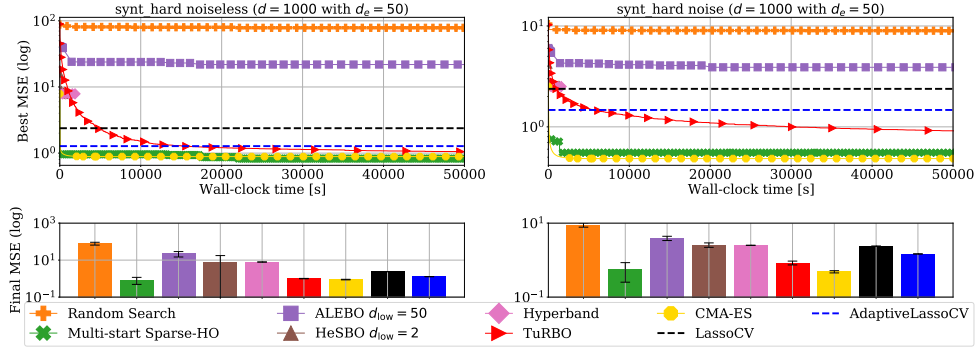 synt_hard noiseless (d = 1000 with d_e = 50)
synt_hard noise (d = 1000 with d_e = 50)
Best MSE (log)
10^2
10^1
10^0
10^1
10^0
0 10000 20000 30000 40000 50000
0 10000 20000 30000 40000 50000
Wall-clock time [s]
Wall-clock time [s]
Final MSE (log)
10^3
10^1
10^−1
10^1
10^−1
Random Search
Multi-start Sparse-HO
ALEBO d_low = 50
HeSBO d_low = 2
Hyperband
TuRBO
CMA-ES
LassoCV
AdaptiveLassoCV